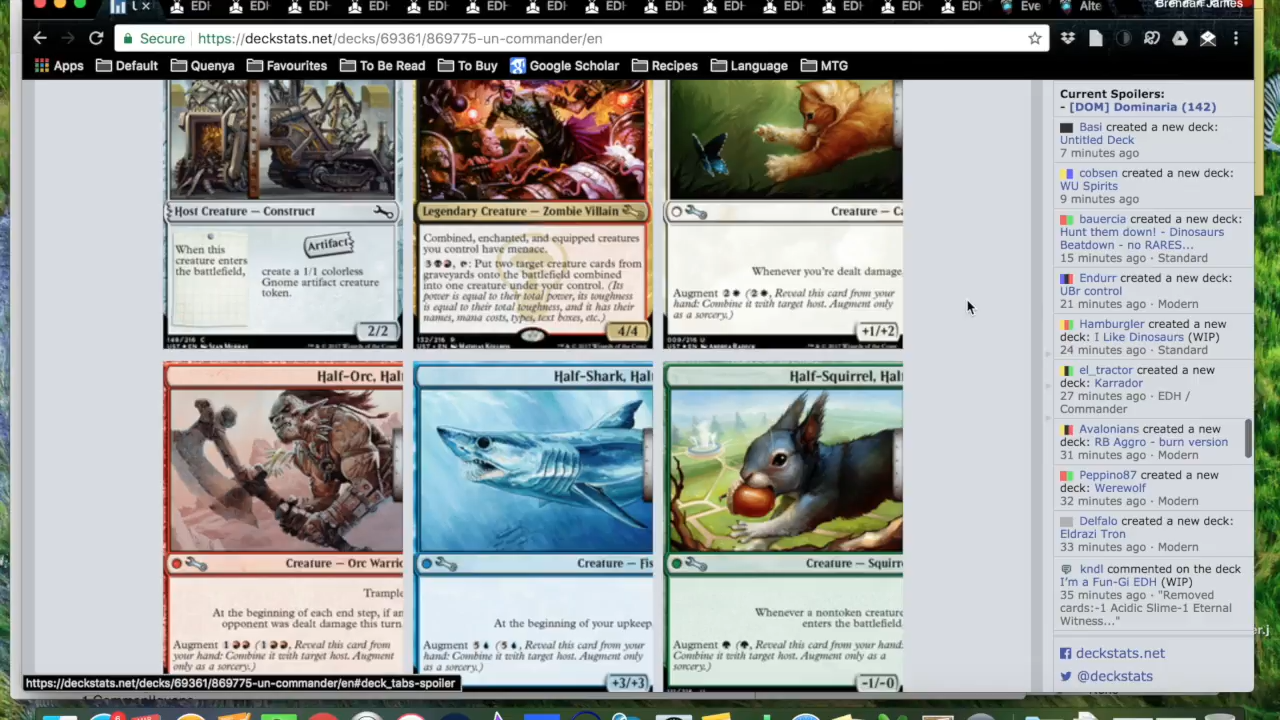 EDI EDI EDI EDI EDI EDI EDI EDI EDI EDI EDI EDI EDI Eve Alte Brendan James
Secure https://deckstats.net/decks/69361/869775-un-commander/en
Apps Default Quenya Favourites To Be Read To Buy Google Scholar Recipes Language MTG
Host Creature — Construct
When this
creature enters
the battlefield,
Artifact
create a 1/1 colorless
Gnome artifact creature
token.
2/2
Legendary Creature — Zombie Villain
Combined, enchanted, and equipped creatures
you control have menace.
Put two target creature cards from
graveyards onto the battlefield combined
into one creature under your control. (Its
power is equal to their total power, its toughness
is equal to their total toughness, and it has their
names, mana costs, types, text boxes, etc.)
4/4
Creature — Ca
Whenever you're dealt damage
Augment 2 (2 , Reveal this card from your
hand: Combine it with target host. Augment only
as a sorcery.)
+1/+2
Half-Orc, Hal
Creature — Orc Warric
Trample
At the beginning of each end step, if an
opponent was dealt damage this turn
Augment 1 (1 , Reveal this card from
your hand: Combine it with target host. Augment
only as a sorcery.)
Half-Shark, Hal
Creature — Fis
At the beginning of your upkeep
Augment 5 (5 , Reveal this card from
your hand: Combine it with target host. Augment
only as a sorcery.)
+3/+3
Half-Squirrel, Hal
Creature — Squirr
Whenever a nontoken creature
enters the battlefield
Augment ( , Reveal this card from your hand:
Combine it with target host. Augment only as a
sorcery.)
-1/-0
Current Spoilers:
- [DOM] Dominaria (142)
Basi created a new deck:
Untitled Deck
7 minutes ago
cobsen created a new deck:
WU Spirits
9 minutes ago
bauercia created a new deck:
Hunt them down! - Dinosaurs
Beatdown - no RARES...
15 minutes ago · Standard
Endurr created a new deck:
UBr control
21 minutes ago · Modern
Hamburgler created a new
deck: I Like Dinosaurs (WIP)
24 minutes ago · Standard
el_tractor created a new
deck: Karrador
27 minutes ago · EDH /
Commander
Avalonians created a new
deck: RB Aggro - burn version
31 minutes ago · Modern
Peppino87 created a new
deck: Werewolf
32 minutes ago · Modern
Delfalo created a new deck:
Eldrazi Tron
33 minutes ago · Modern
kndl commented on the deck
I'm a Fun-Gi EDH (WIP)
35 minutes ago · "Removed
cards:-1 Acidic Slime-1 Eternal
Witness..."
deckstats.net
@deckstats
https://deckstats.net/decks/69361/869775-un-commander/en#deck_tabs-spoiler
er.j